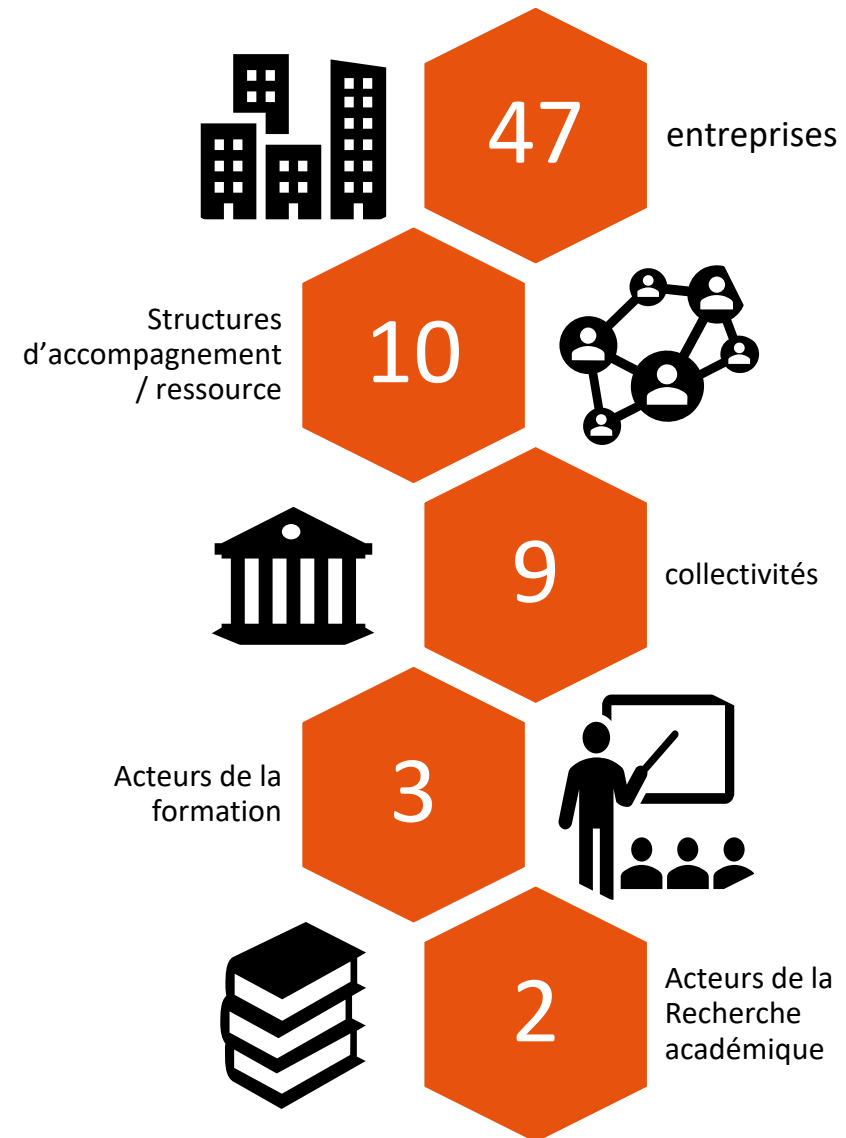 47
entreprises
Structures
d’accompagnement
/ ressource
10
9
collectivités
Acteurs de la
formation
3
2
Acteurs de la
Recherche
académique